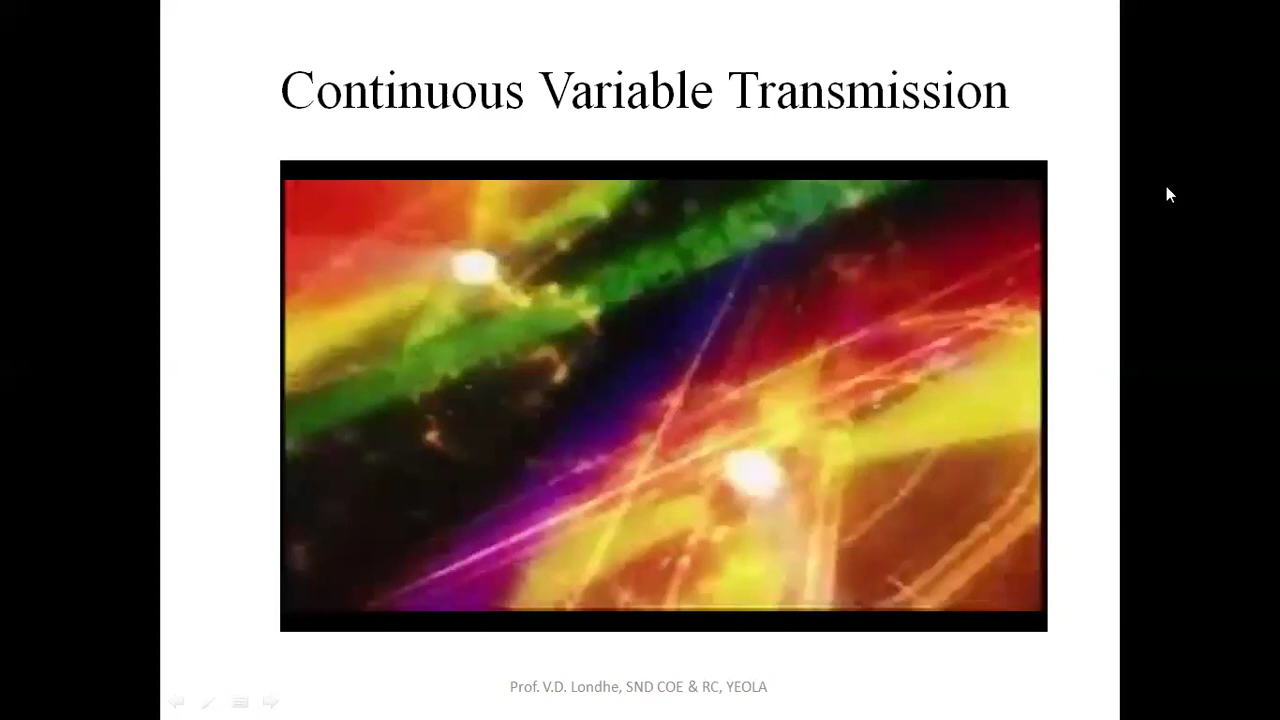 Continuous Variable Transmission
Prof. V.D. Londhe, SND COE & RC, YEOLA